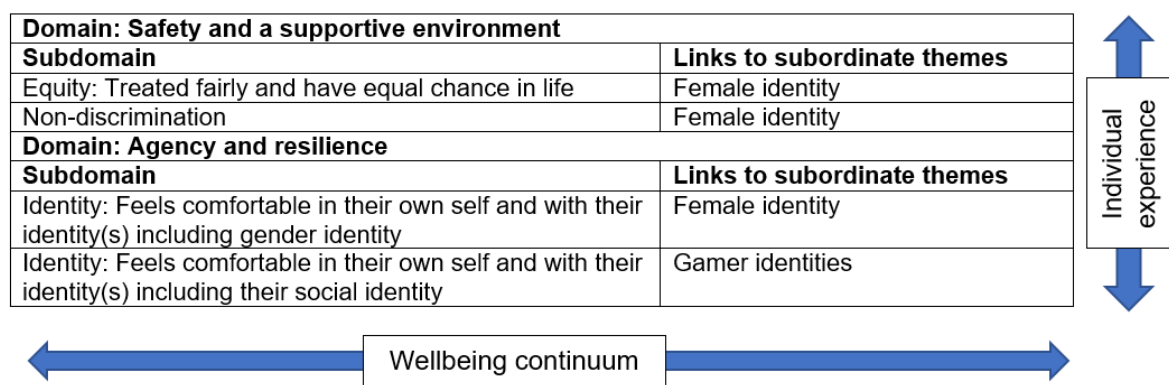 Domain: Safety and a supportive environment
Subdomain Links to subordinate themes
Equity: Treated fairly and have equal chance in life Female identity
Non-discrimination Female identity
Domain: Agency and resilience
Subdomain Links to subordinate themes
Identity: Feels comfortable in their own self and with their Female identity
identity(s) including gender identity
Identity: Feels comfortable in their own self and with their Gamer identities
identity(s) including their social identity
Individual
experience
Wellbeing continuum